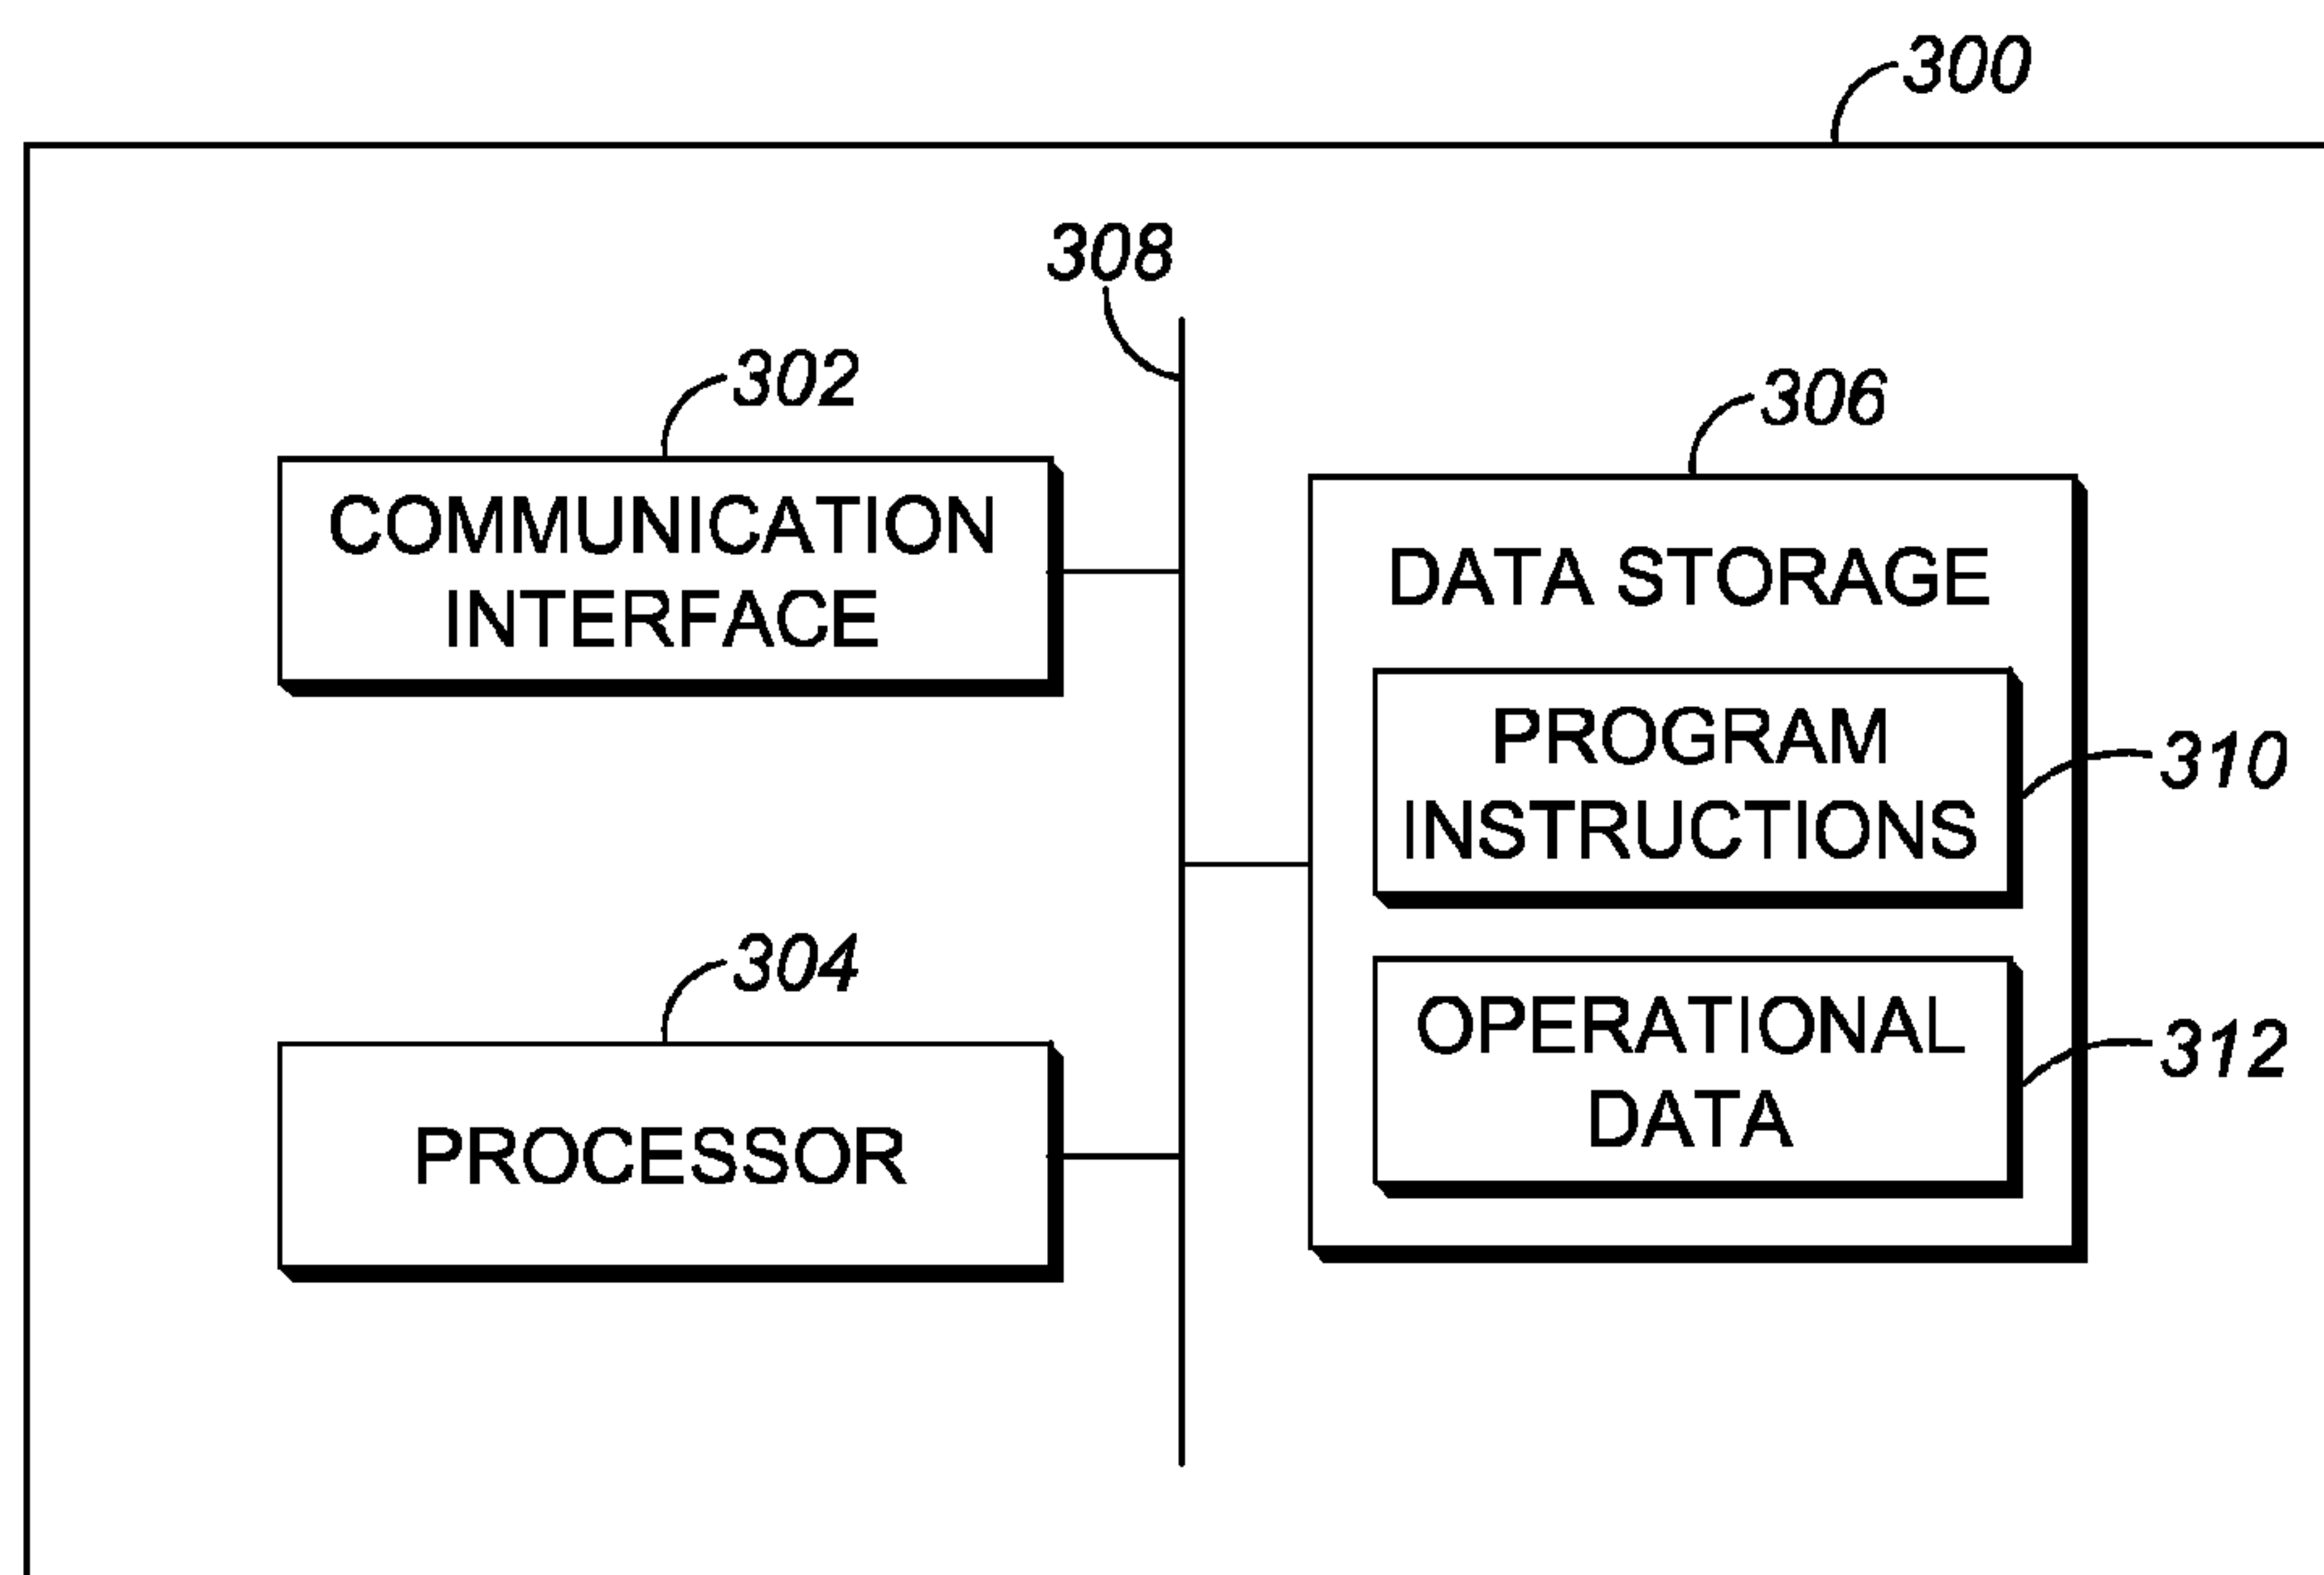 300
308
302
306
COMMUNICATION
INTERFACE
DATA STORAGE
PROGRAM
INSTRUCTIONS
310
304
OPERATIONAL
DATA
312
PROCESSOR